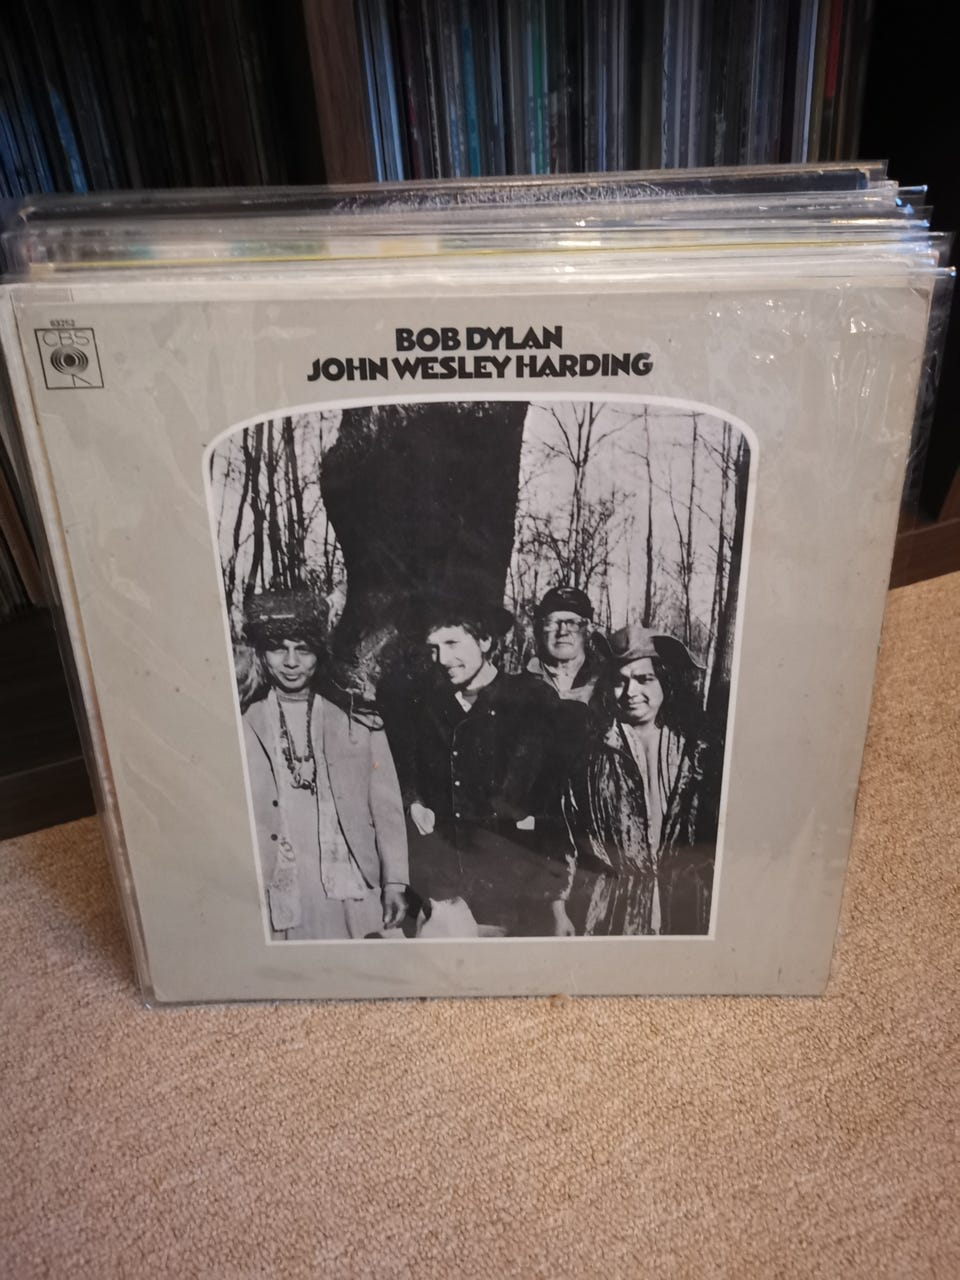 63252
CBS
BOB DYLAN
JOHN WESLEY HARDING